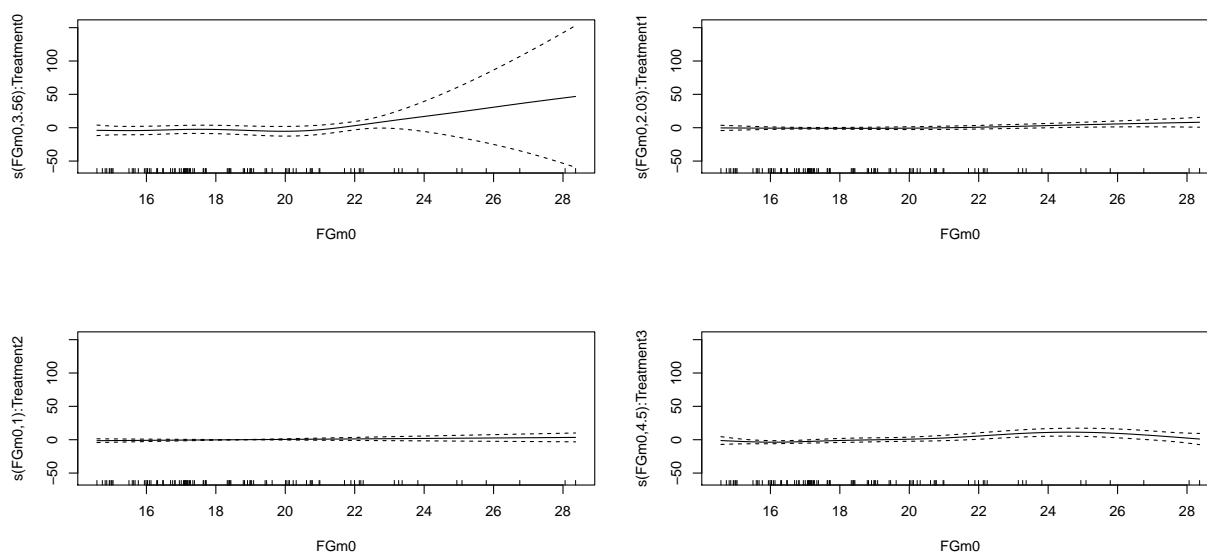 s(FGm0,3.56):Treatment0
−50 0 50 100
16 18 20 22 24 26 28
FGm0
s(FGm0,2.03):Treatment1
−50 0 50 100
16 18 20 22 24 26 28
FGm0
s(FGm0,1):Treatment2
−50 0 50 100
16 18 20 22 24 26 28
FGm0
s(FGm0,4.5):Treatment3
−50 0 50 100
16 18 20 22 24 26 28
FGm0